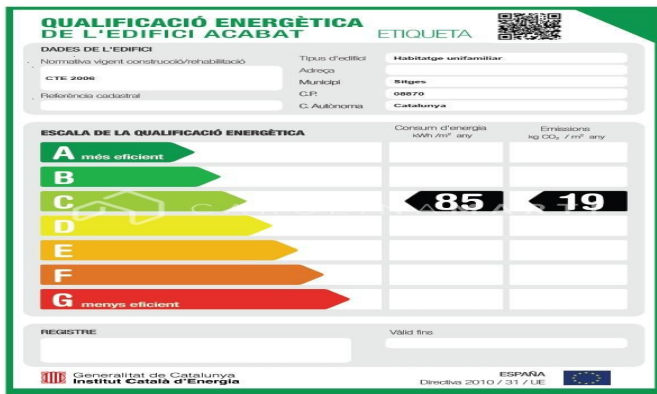 QUALIFICACIÓ ENERGÈTICA
DE L'EDIFICI ACABAT
ETIQUETA
DADES DE L'EDIFICI
Normativa vigent construcció/rehabilitació
CTE 2006
Referència cadastral
Tipus d'edifici
Habitatge unifamiliar
Adreça
Municipi
Sitges
C.P.
08870
C. Autònoma
Catalunya
ESCALA DE LA QUALIFICACIÓ ENERGÈTICA
Consum d'energia
kWh /m² any
Emissions
kg CO₂ / m² any
A més eficient
B
C
85
19
D
E
F
G menys eficient
REGISTRE
Vàlid fins
Generalitat de Catalunya
Institut Català d'Energia
ESPAÑA
Directiva 2010 / 31 / UE